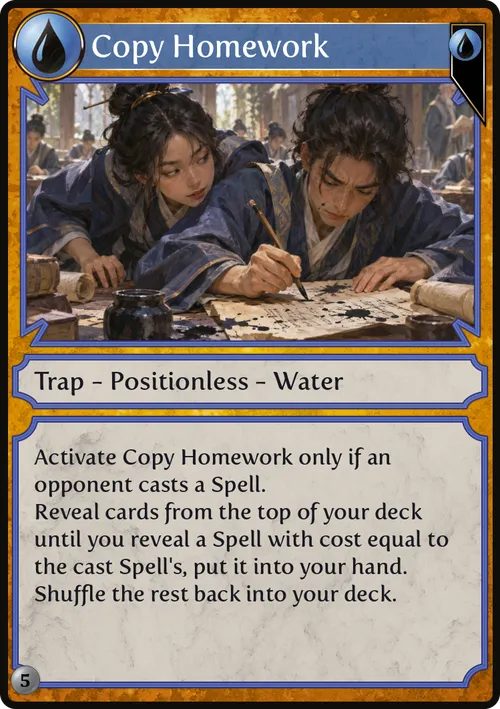 Copy Homework
Trap - Positionless - Water
Activate Copy Homework only if an
opponent casts a Spell.
Reveal cards from the top of your deck
until you reveal a Spell with cost equal to
the cast Spell's, put it into your hand.
Shuffle the rest back into your deck.
5